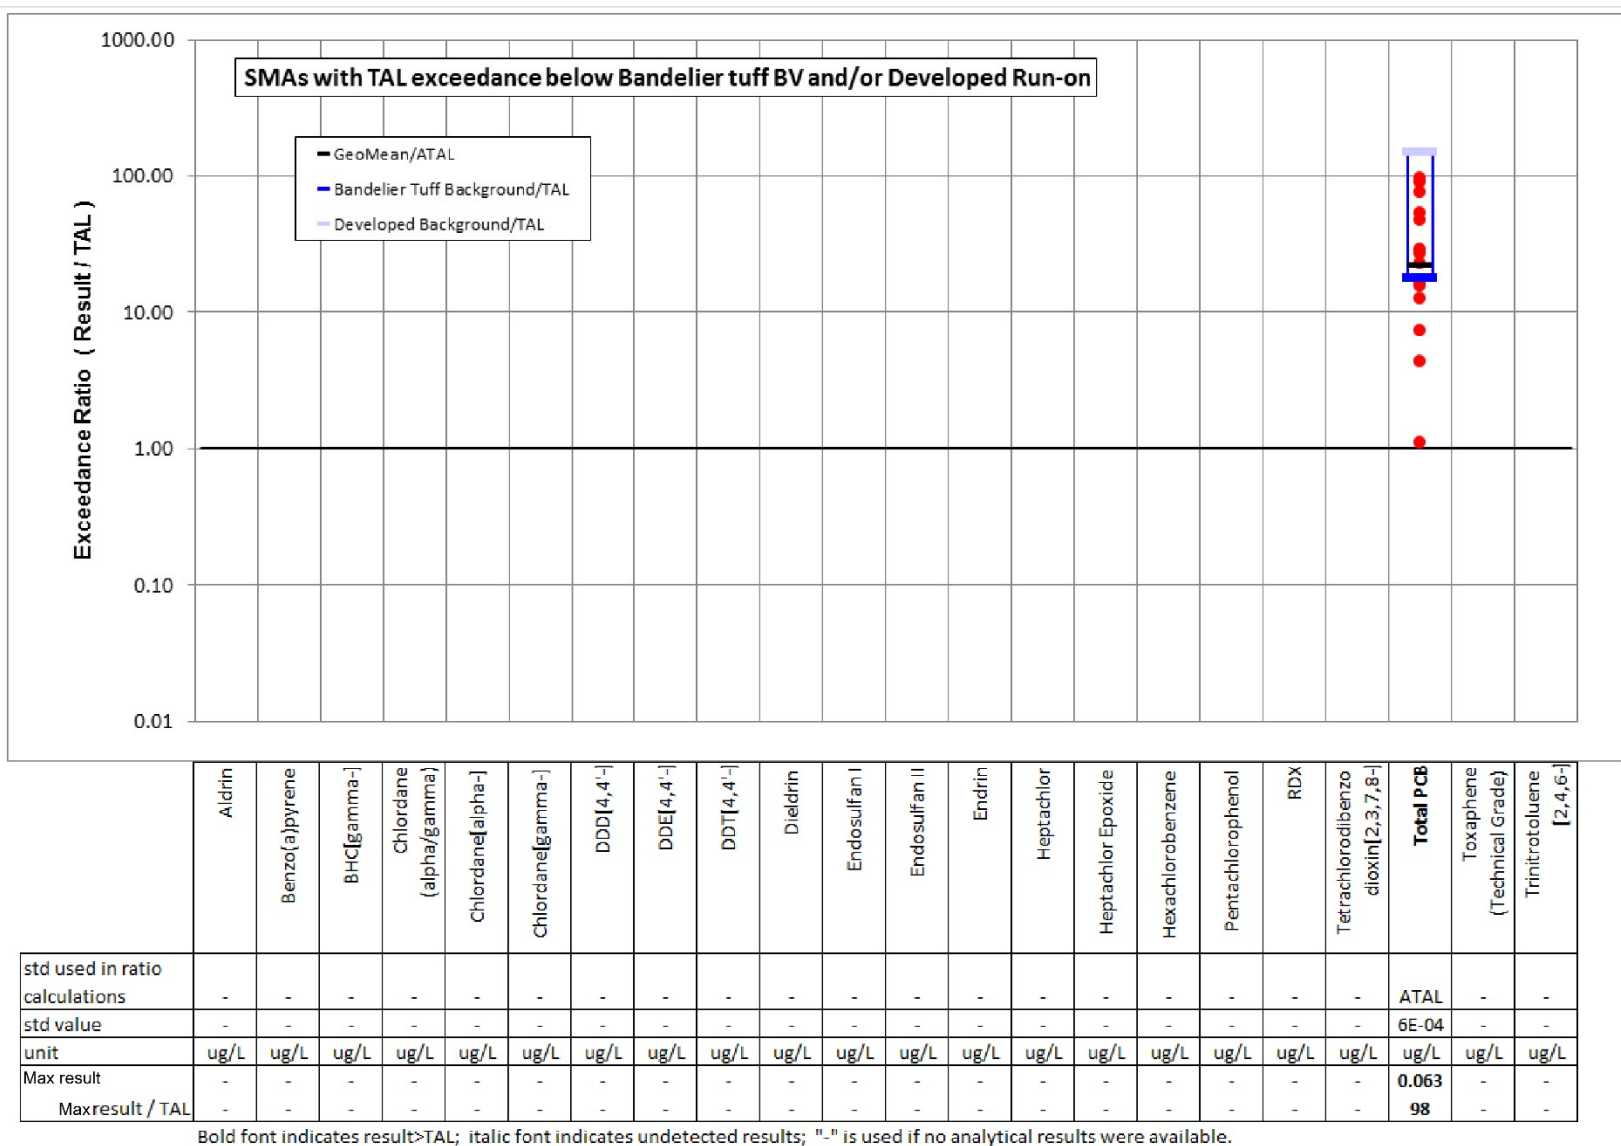 1000.00
SMAs with TAL exceedance below Bandelier tuff BV and/or Developed Run-on
GeoMean/ATAL
Bandelier Tuff Background/TAL
Developed Background/TAL
100.00
10.00
1.00
0.10
0.01
Exceedance Ratio ( Result / TAL )
Aldrin
Benzo(a)pyrene
BHC[gamma-]
Chlordane
(alpha/gamma)
Chlordane[alpha-]
Chlordane[gamma-]
DDD[4,4'-]
DDE[4,4'-]
DDT[4,4'-]
Dieldrin
Endosulfan I
Endosulfan II
Endrin
Heptachlor
Heptachlor Epoxide
Hexachlorobenzene
Pentachlorophenol
RDX
Tetrachlorodibenzo
dioxin[2,3,7,8-]
Total PCB
Toxaphene
(Technical Grade)
Trinitrotoluene
[2,4,6-]
std used in ratio
calculations - - - - - - - - - - - - - - - - - - - ATAL - -
std value - - - - - - - - - - - - - - - - - - - 6E-04 - -
unit ug/L ug/L ug/L ug/L ug/L ug/L ug/L ug/L ug/L ug/L ug/L ug/L ug/L ug/L ug/L ug/L ug/L ug/L ug/L ug/L ug/L ug/L
Max result - - - - - - - - - - - - - - - - - - - 0.063 - -
Max result / TAL - - - - - - - - - - - - - - - - - - - 98 - -
Bold font indicates result>TAL; italic font indicates undetected results; "-" is used if no analytical results were available.